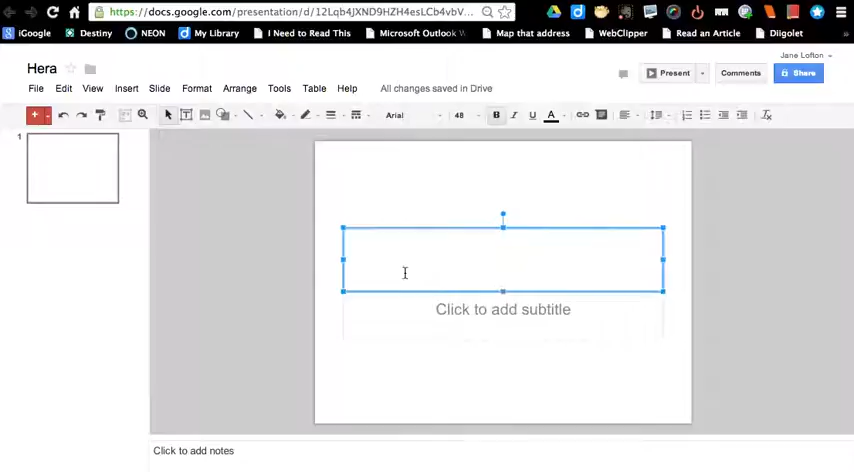 https://docs.google.com/presentation/d/12Lqb4JXND9HZH4esLCb4vbV...
iGoogle Destiny NEON My Library I Need to Read This Microsoft Outlook W Map that address WebClipper Read an Article Diigolet »
Jane Lofton
Hera
Present Comments Share
File Edit View Insert Slide Format Arrange Tools Table Help All changes saved in Drive
Arial 48 B I U A
1
Click to add subtitle
Click to add notes